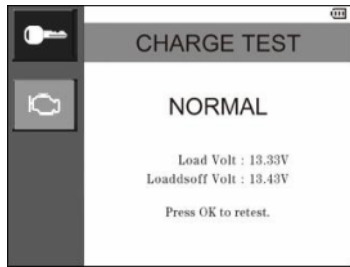 CHARGE TEST
NORMAL
Load Volt : 13.33V
Loaddsoff Volt : 13.43V
Press OK to retest.